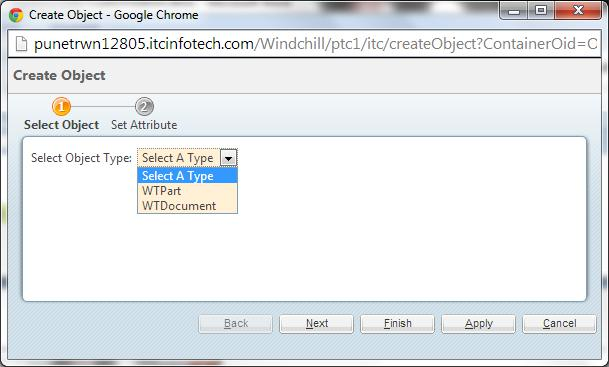 Create Object - Google Chrome
punetrwn12805.itcinfotech.com/Windchill/ptc1/itc/createObject?ContainerOid=O
Create Object
1 2
Select Object Set Attribute
Select Object Type: Select A Type
Select A Type
WTPart
WTDocument
Back Next Finish Apply Cancel